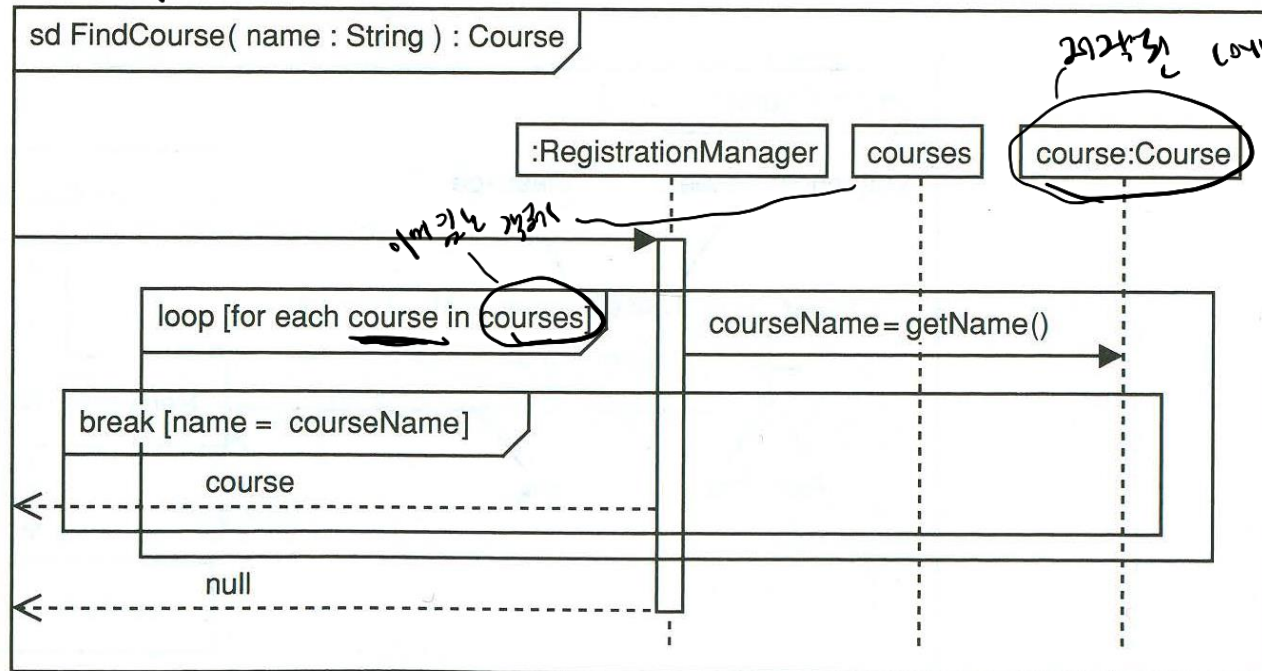 sd FindCourse( name : String ) : Course
:RegistrationManager
courses
course:Course
loop [for each course in courses]
courseName = getName()
break [name = courseName]
course
null